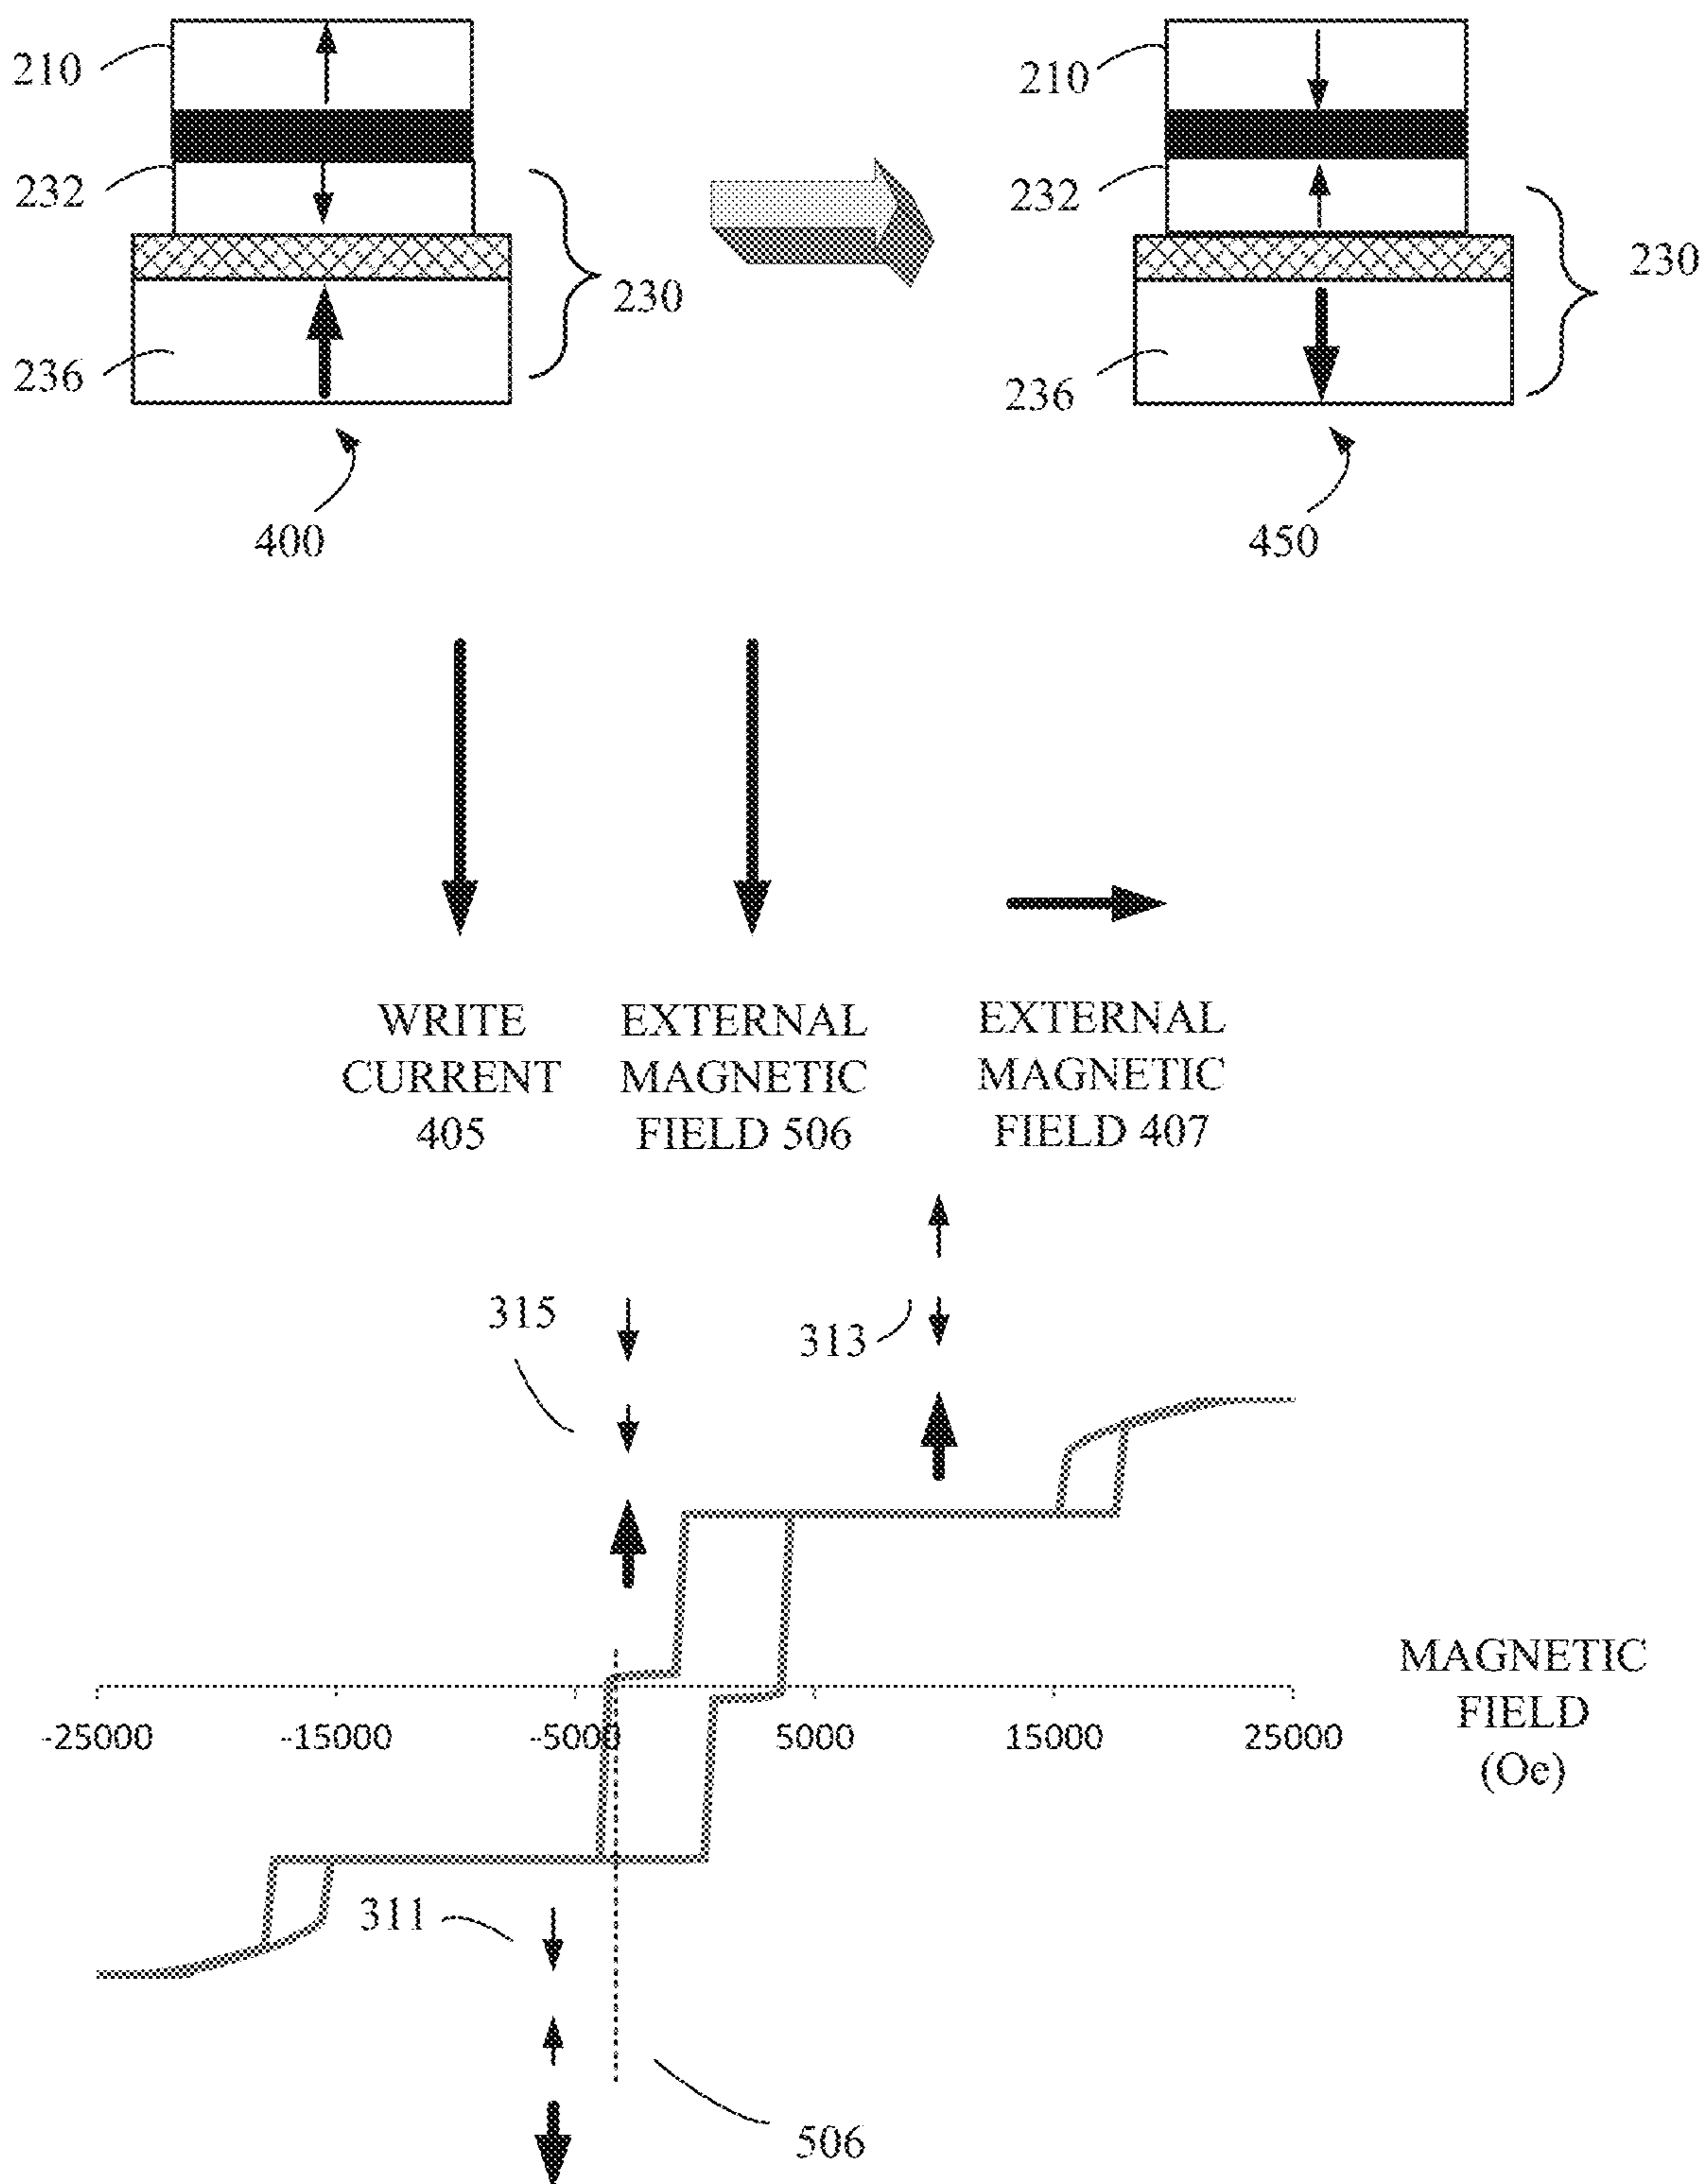 210
232
236
230
400
210
232
236
230
450
WRITE
CURRENT
405
EXTERNAL
MAGNETIC
FIELD 506
EXTERNAL
MAGNETIC
FIELD 407
315
313
-25000
-15000
-5000
5000
15000
25000
MAGNETIC
FIELD
(Oe)
311
506